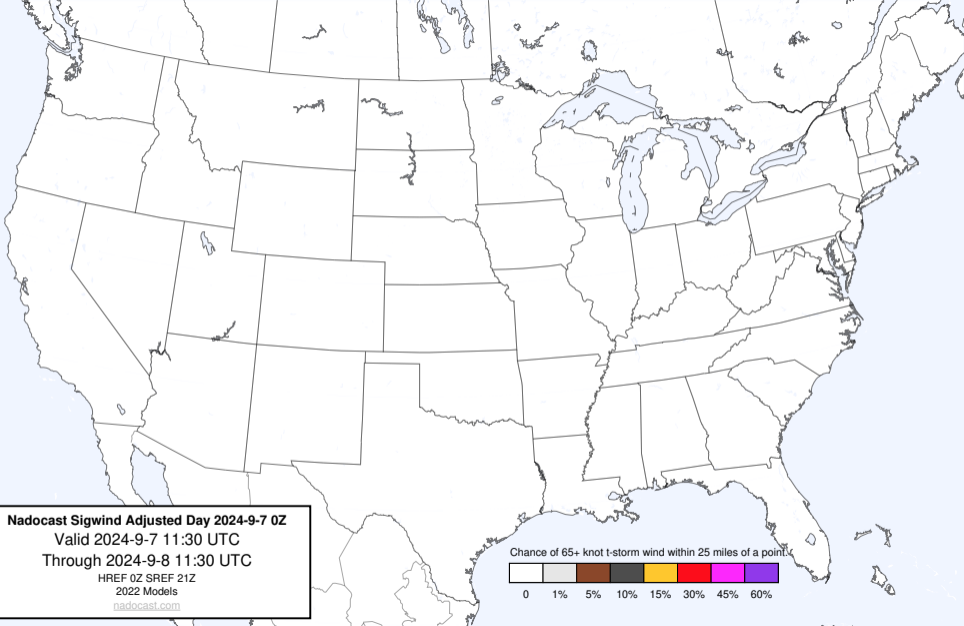 Nadocast Sigwind Adjusted Day 2024-9-7 0Z
Valid 2024-9-7 11:30 UTC
Through 2024-9-8 11:30 UTC
HREF 0Z SREF 21Z
2022 Models
nadocast.com
Chance of 65+ knot t-storm wind within 25 miles of a point.
0 1% 5% 10% 15% 30% 45% 60%